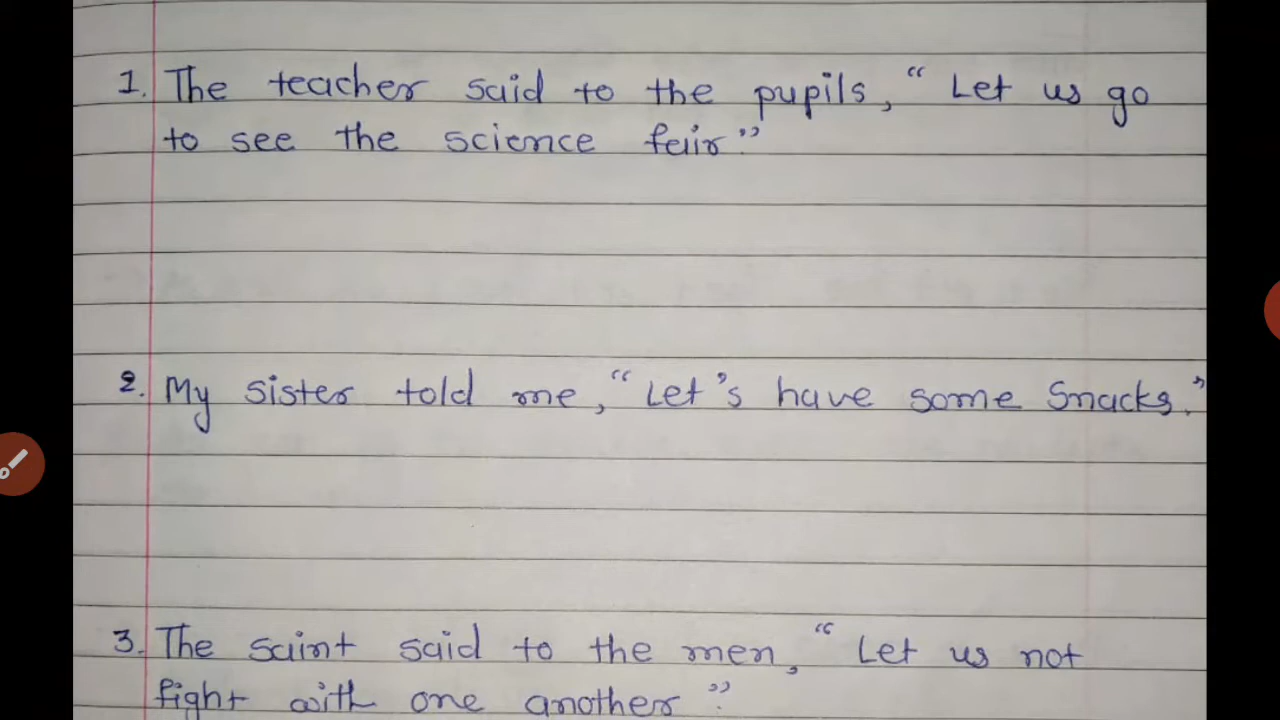 1. The teacher said to the pupils, “ Let us go
to see the science feir.”
2. My sister told me, “Let's have some Snacks.”
3. The saint said to the men, “ Let us not
fight with one another.”